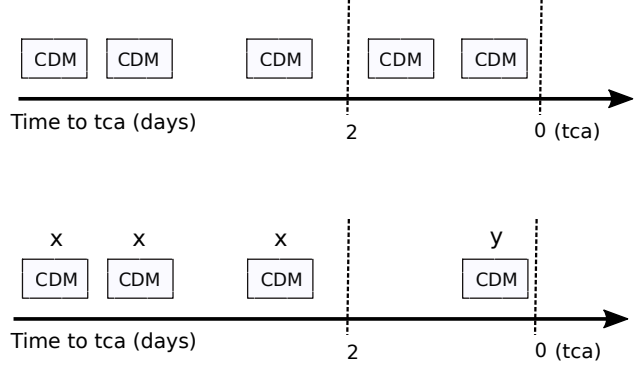 CDM CDM CDM CDM CDM
Time to tca (days)
2 0 (tca)
x x x y
CDM CDM CDM CDM
Time to tca (days)
2 0 (tca)